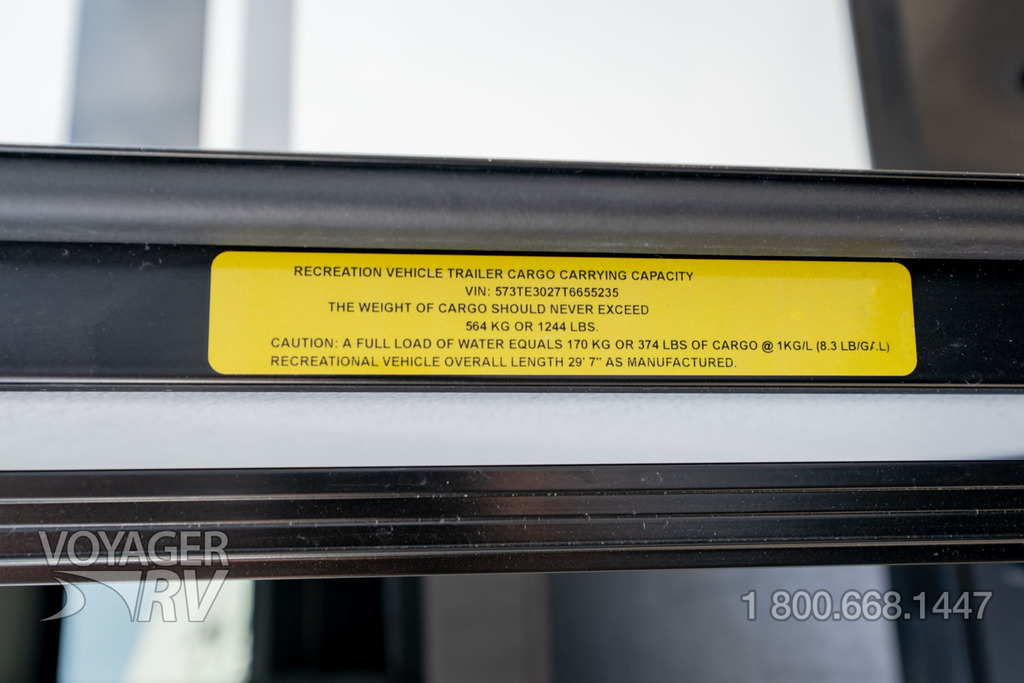 RECREATION VEHICLE TRAILER CARGO CARRYING CAPACITY
VIN: 573TE3027T6655235
THE WEIGHT OF CARGO SHOULD NEVER EXCEED
564 KG OR 1244 LBS.
CAUTION: A FULL LOAD OF WATER EQUALS 170 KG OR 374 LBS OF CARGO @ 1KG/L (8.3 LB/GAL)
RECREATIONAL VEHICLE OVERALL LENGTH 29' 7" AS MANUFACTURED.
VOYAGER
RV
1 800.668.1447